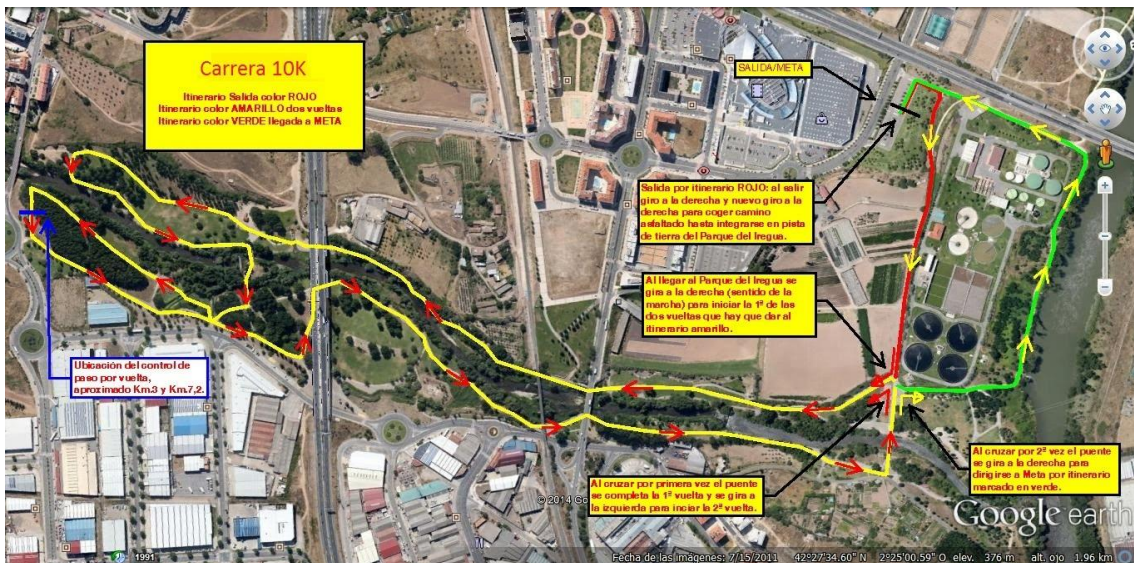 Carrera 10K
Itinerario Salida color ROJO
Itinerario color AMARILLO dos vueltas
Itinerario color VERDE llegada a META
SALIDA/META
Salida por itinerario ROJO: al salir
giro a la derecha y nuevo giro a la
derecha para coger camino
asfaltado hasta integrarse en pista
de tierra del Parque del Iregua.
Al llegar al Parque del Iregua se
gira a la derecha (sentido de la
marcha) para iniciar la 1ª de las
dos vueltas que hay que dar al
itinerario amarillo.
Ubicación del control de
paso por vuelta,
aproximado Km.3 y Km.7,2.
Al cruzar por primera vez el puente
se completa la 1ª vuelta y se gira a
la izquierda para inciar la 2ª vuelta.
Al cruzar por 2ª vez el puente
se gira a la derecha para
dirigirse a Meta por itinerario
marcado en verde.
© 2014 Go
Google earth
1991
Fecha de las imágenes: 7/15/2011 42°27'34.60" N 2°25'00.59" O elev. 376 m alt. ojo 1.96 km